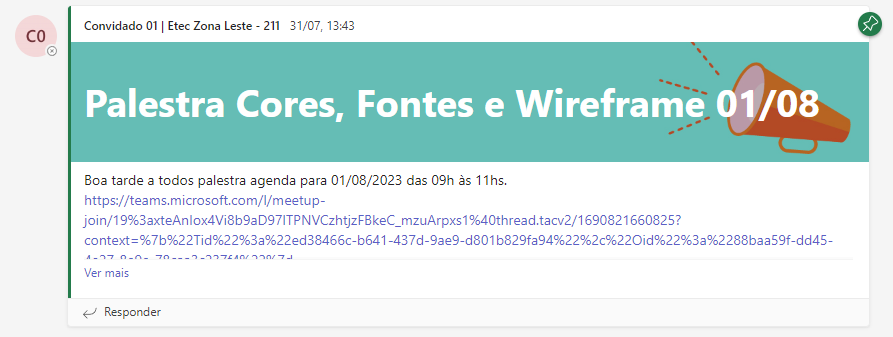 C0
Convidado 01 | Etec Zona Leste - 211 31/07, 13:43
Palestra Cores, Fontes e Wireframe 01/08
Boa tarde a todos palestra agenda para 01/08/2023 das 09h às 11hs.
https://teams.microsoft.com/l/meetup-
join/19%3axteAnIox4Vi8b9aD97ITPNVCzhtjzFBkeC_mzuArpxs1%40thread.tacv2/1690821660825?
context=%7b%22Tid%22%3a%22ed38466c-b641-437d-9ae9-d801b829fa94%22%2c%22Oid%22%3a%2288baa59f-dd45-
Ver mais
Responder